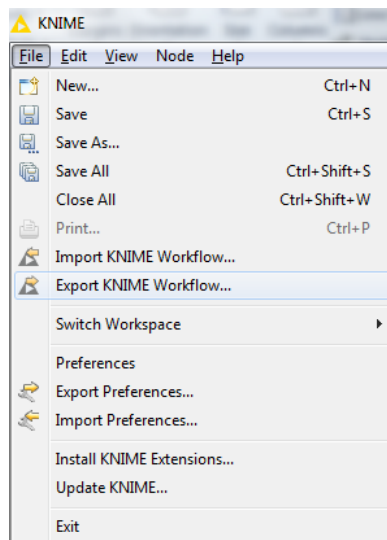 KNIME
File Edit View Node Help
New... Ctrl+N
Save Ctrl+S
Save As...
Save All Ctrl+Shift+S
Close All Ctrl+Shift+W
Print... Ctrl+P
Import KNIME Workflow...
Export KNIME Workflow...
Switch Workspace
Preferences
Export Preferences...
Import Preferences...
Install KNIME Extensions...
Update KNIME...
Exit